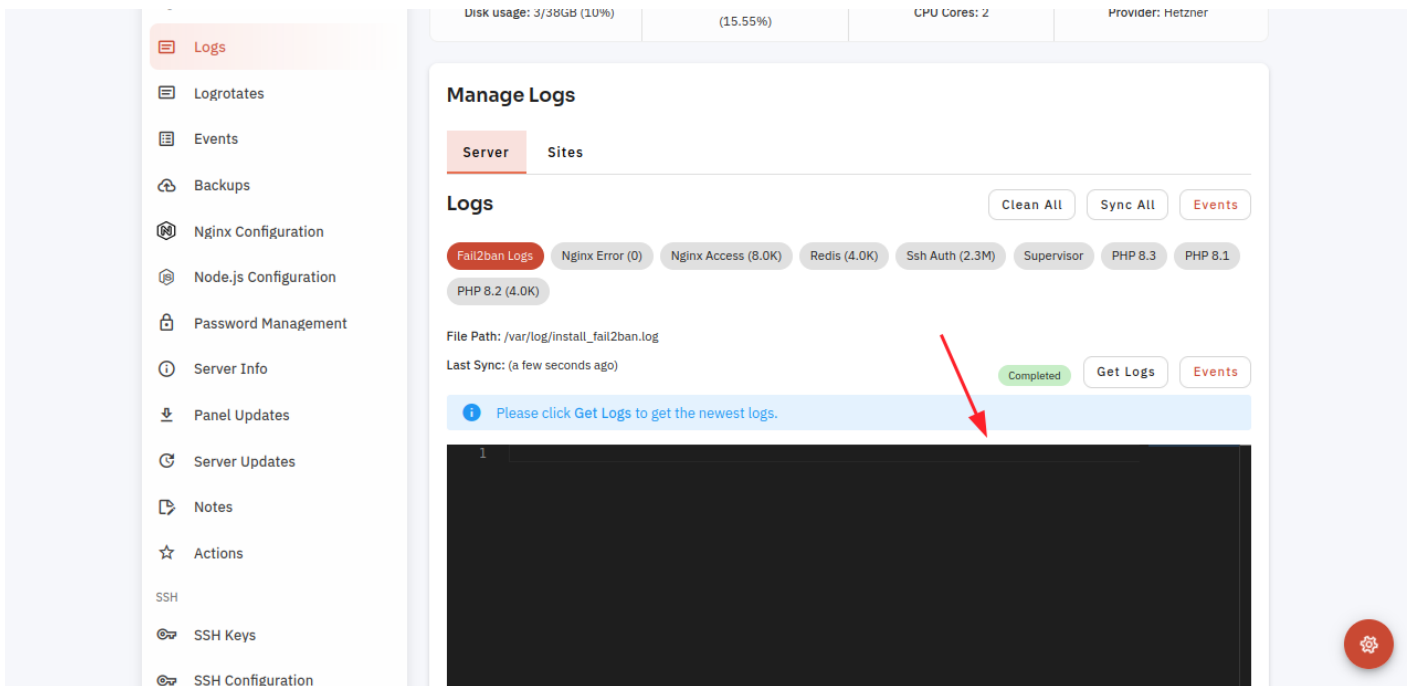 Disk usage: 3/38GB (10%)
(15.55%)
CPU Cores: 2
Provider: Hetzner
Logs
Logrotates
Events
Backups
Nginx Configuration
Node.js Configuration
Password Management
Server Info
Panel Updates
Server Updates
Notes
Actions
SSH
SSH Keys
SSH Configuration
Manage Logs
Server Sites
Logs
Clean All Sync All Events
Fail2ban Logs Nginx Error (0) Nginx Access (8.0K) Redis (4.0K) Ssh Auth (2.3M) Supervisor PHP 8.3 PHP 8.1
PHP 8.2 (4.0K)
File Path: /var/log/install_fail2ban.log
Last Sync: (a few seconds ago)
Completed Get Logs Events
Please click Get Logs to get the newest logs.
1